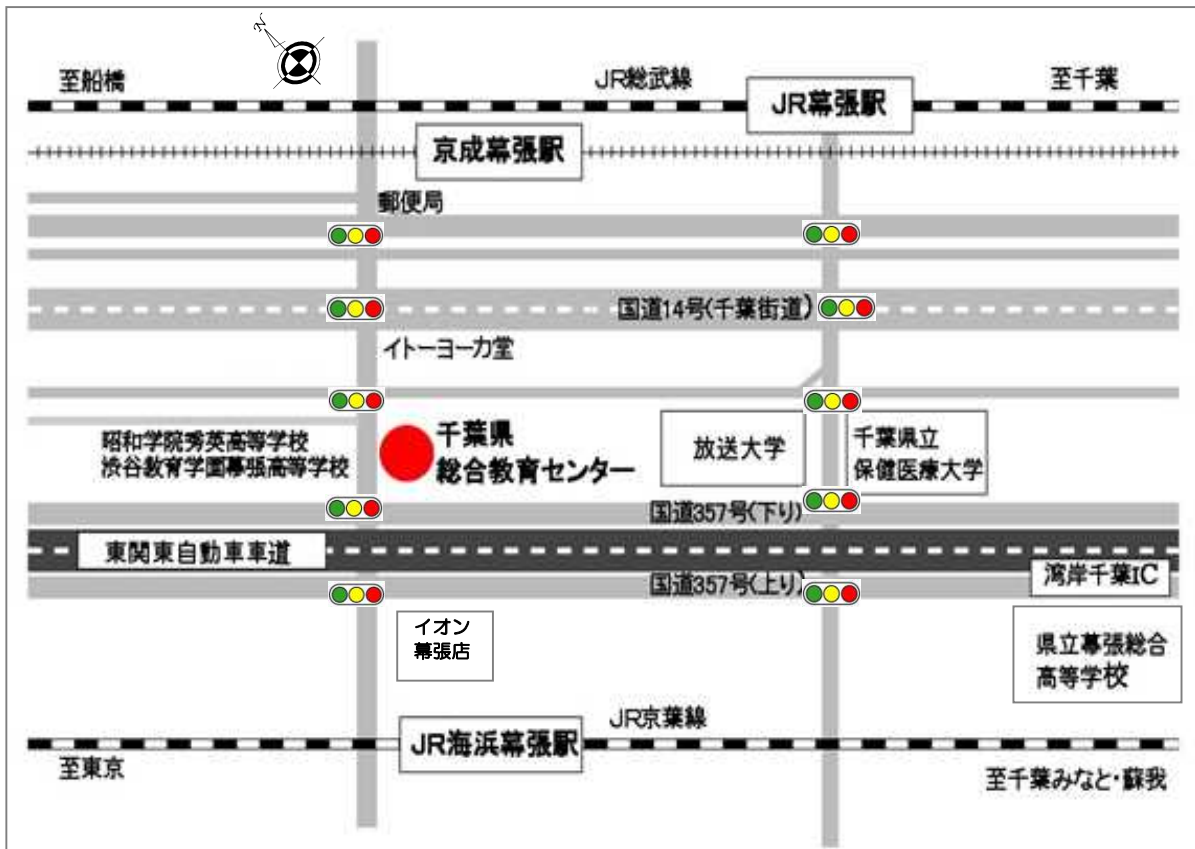 N
至船橋
JR総武線
JR幕張駅
至千葉
京成幕張駅
郵便局
国道14号(千葉街道)
イトーヨーカ堂
昭和学院秀英高等学校
渋谷教育学園幕張高等学校
千葉県
総合教育センター
放送大学
千葉県立
保健医療大学
国道357号(下り)
東関東自動車車道
国道357号(上り)
湾岸千葉IC
イオン
幕張店
県立幕張総合
高等学校
JR京葉線
JR海浜幕張駅
至東京
至千葉みなと・蘇我